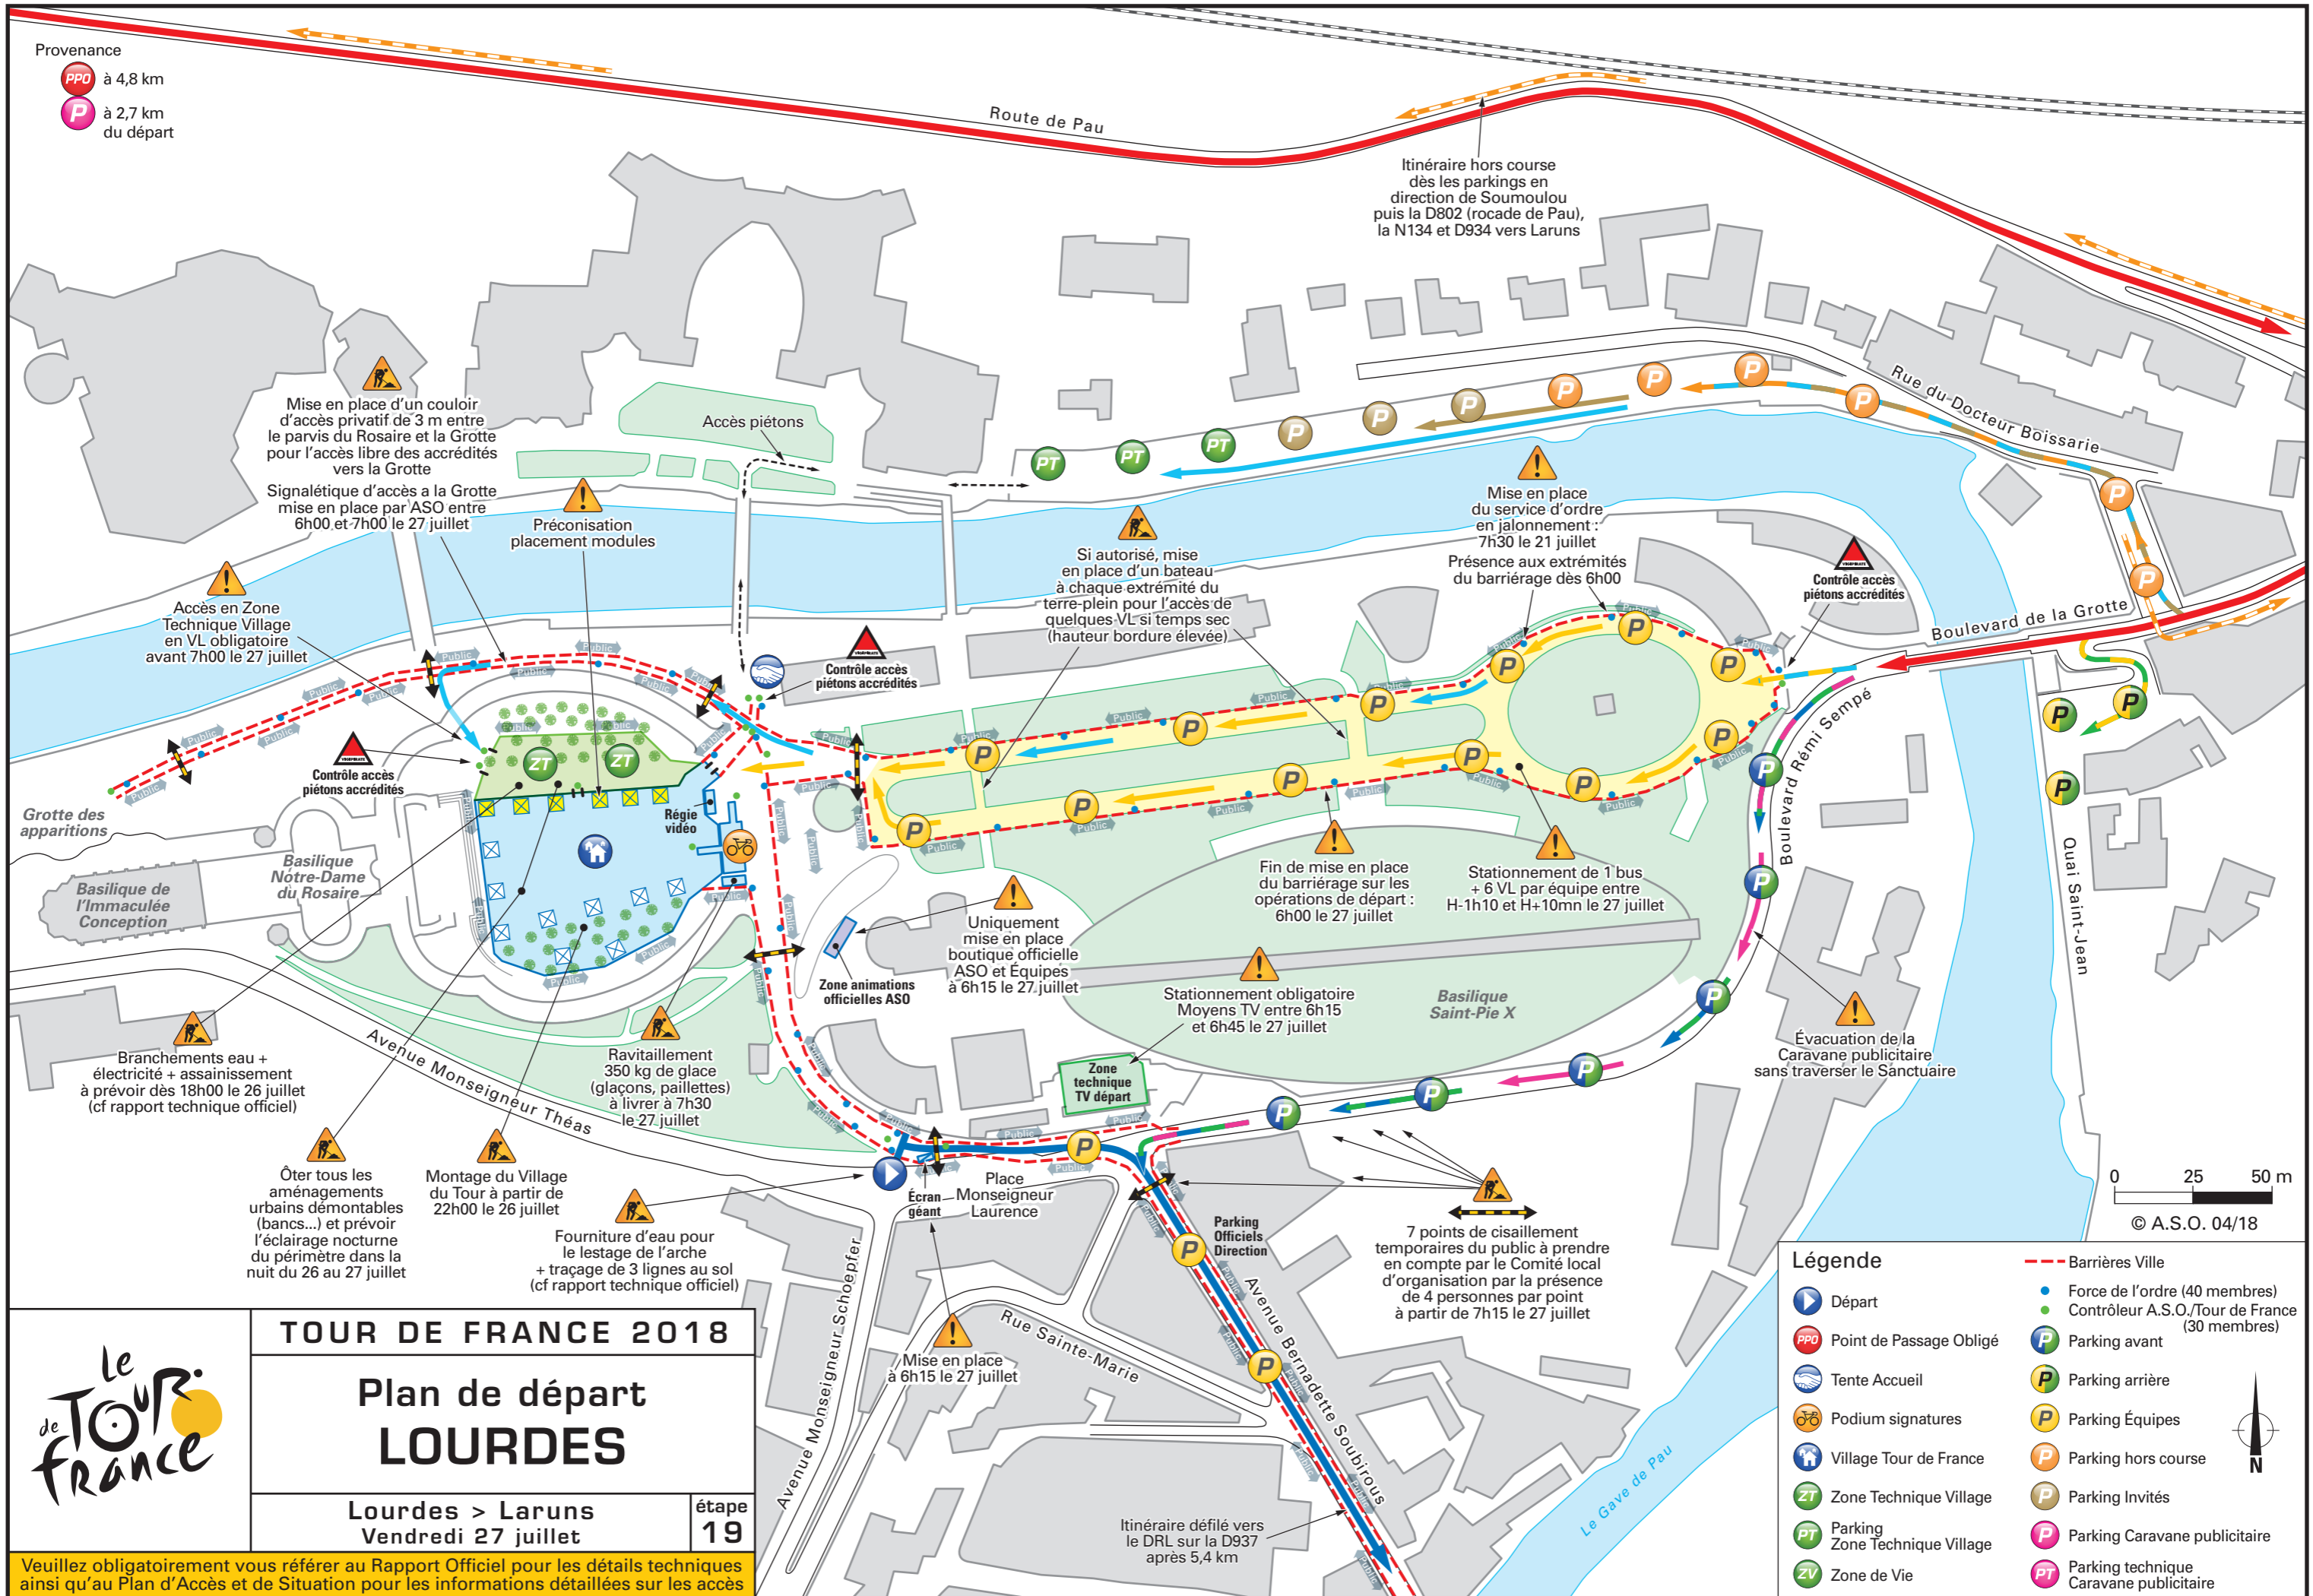 Provenance
PPO à 4,8 km
P à 2,7 km
du départ
Route de Pau
Itinéraire hors course
dès les parkings en
direction de Soumoulou
puis la D802 (rocade de Pau),
la N134 et D934 vers Laruns
Rue du Docteur Boissarie
Mise en place d'un couloir
d'accès privatif de 3 m entre
le parvis du Rosaire et la Grotte
pour l'accès libre des accrédités
vers la Grotte
Signalétique d'accès a la Grotte
mise en place par ASO entre
6h00 et 7h00 le 27 juillet
Accès piétons
Préconisation
placement modules
Accès en Zone
Technique Village
en VL obligatoire
avant 7h00 le 27 juillet
Si autorisé, mise
en place d'un bateau
à chaque extrémité du
terre-plein pour l'accès de
quelques VL si temps sec
(hauteur bordure élevée)
Mise en place
du service d'ordre
en jalonnement :
7h30 le 21 juillet
Présence aux extrémités
du barriérage dès 6h00
Contrôle accès
piétons accrédités
Boulevard de la Grotte
Contrôle accès
piétons accrédités
Contrôle accès
piétons accrédités
Boulevard Rémi Sempé
Quai Saint-Jean
Grotte des
apparitions
Basilique de
l'Immaculée
Conception
Basilique
Notre-Dame
du Rosaire
ZT
ZT
Régie
vidéo
Public
Fin de mise en place
du barriérage sur les
opérations de départ :
6h00 le 27 juillet
Stationnement de 1 bus
+ 6 VL par équipe entre
H-1h10 et H+10mn le 27 juillet
Uniquement
mise en place
boutique officielle
ASO et Équipes
à 6h15 le 27 juillet
Zone animations
officielles ASO
Stationnement obligatoire
Moyens TV entre 6h15
et 6h45 le 27 juillet
Basilique
Saint-Pie X
Évacuation de la
Caravane publicitaire
sans traverser le Sanctuaire
Zone
technique
TV départ
Branchements eau +
électricité + assainissement
à prévoir dès 18h00 le 26 juillet
(cf rapport technique officiel)
Avenue Monseigneur Théas
Ravitaillement
350 kg de glace
(glaçons, paillettes)
à livrer à 7h30
le 27 juillet
Ôter tous les
aménagements
urbains démontables
(bancs...) et prévoir
l'éclairage nocturne
du périmètre dans la
nuit du 26 au 27 juillet
Montage du Village
du Tour à partir de
22h00 le 26 juillet
Fourniture d'eau pour
le lestage de l'arche
+ traçage de 3 lignes au sol
(cf rapport technique officiel)
Écran
géant
Place
Monseigneur
Laurence
Parking
Officiels
Direction
7 points de cisaillement
temporaires du public à prendre
en compte par le Comité local
d'organisation par la présence
de 4 personnes par point
à partir de 7h15 le 27 juillet
Mise en place
à 6h15 le 27 juillet
Avenue Monseigneur Schoepfer
Rue Sainte-Marie
Avenue Bernadette Soubirous
Itinéraire défilé vers
le DRL sur la D937
après 5,4 km
Le Gave de Pau
0 25 50 m
© A.S.O. 04/18
Légende
Départ
PPO Point de Passage Obligé
Tente Accueil
Podium signatures
Village Tour de France
ZT Zone Technique Village
PT Parking
Zone Technique Village
ZV Zone de Vie
Barrières Ville
Force de l'ordre (40 membres)
Contrôleur A.S.O./Tour de France
(30 membres)
P Parking avant
P Parking arrière
P Parking Équipes
P Parking hors course
P Parking Invités
P Parking Caravane publicitaire
PT Parking technique
Caravane publicitaire
N
Le Tour de france
TOUR DE FRANCE 2018
Plan de départ
LOURDES
Lourdes > Laruns
Vendredi 27 juillet
étape
19
Veuillez obligatoirement vous référer au Rapport Officiel pour les détails techniques
ainsi qu'au Plan d'Accès et de Situation pour les informations détaillées sur les accès